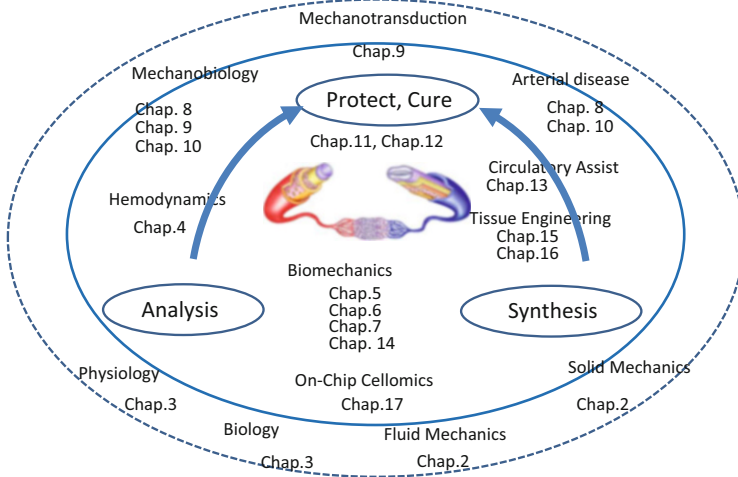 Mechanotransduction
Chap.9
Mechanobiology
Chap. 8
Chap. 9
Chap. 10
Arterial disease
Chap. 8
Chap. 10
Protect, Cure
Chap.11, Chap.12
Circulatory Assist
Chap.13
Hemodynamics
Chap.4
Tissue Engineering
Chap.15
Chap.16
Biomechanics
Chap.5
Chap.6
Chap.7
Chap. 14
Analysis
Synthesis
Physiology
Chap.3
On-Chip Cellomics
Chap.17
Solid Mechanics
Chap.2
Biology
Chap.3
Fluid Mechanics
Chap.2